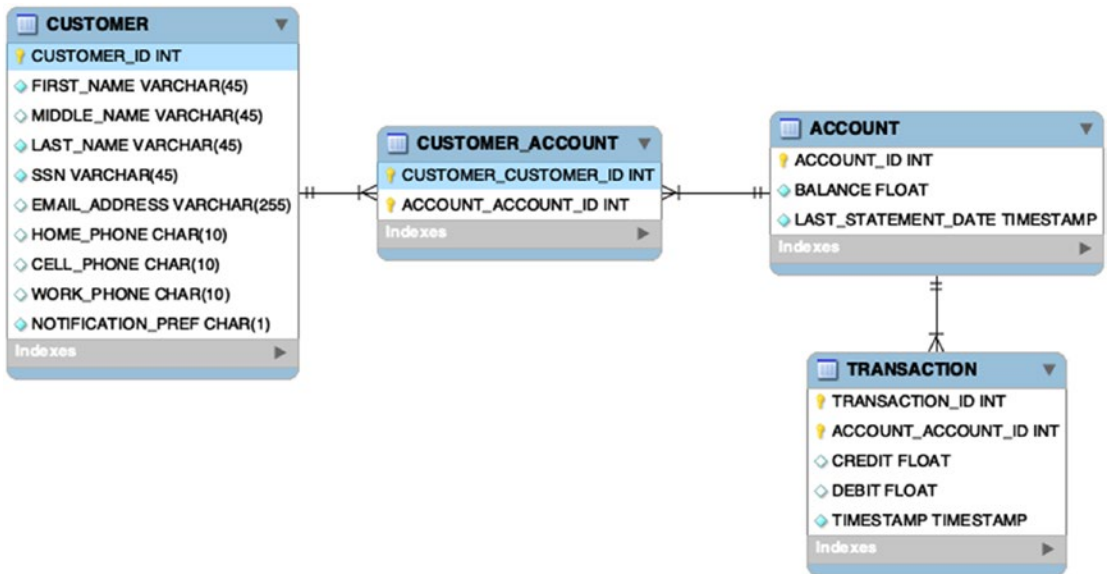 CUSTOMER
CUSTOMER_ID INT
FIRST_NAME VARCHAR(45)
MIDDLE_NAME VARCHAR(45)
LAST_NAME VARCHAR(45)
SSN VARCHAR(45)
EMAIL_ADDRESS VARCHAR(255)
HOME_PHONE CHAR(10)
CELL_PHONE CHAR(10)
WORK_PHONE CHAR(10)
NOTIFICATION_PREF CHAR(1)
Indexes
CUSTOMER_ACCOUNT
CUSTOMER_CUSTOMER_ID INT
ACCOUNT_ACCOUNT_ID INT
Indexes
ACCOUNT
ACCOUNT_ID INT
BALANCE FLOAT
LAST_STATEMENT_DATE TIMESTAMP
Indexes
TRANSACTION
TRANSACTION_ID INT
ACCOUNT_ACCOUNT_ID INT
CREDIT FLOAT
DEBIT FLOAT
TIMESTAMP TIMESTAMP
Indexes